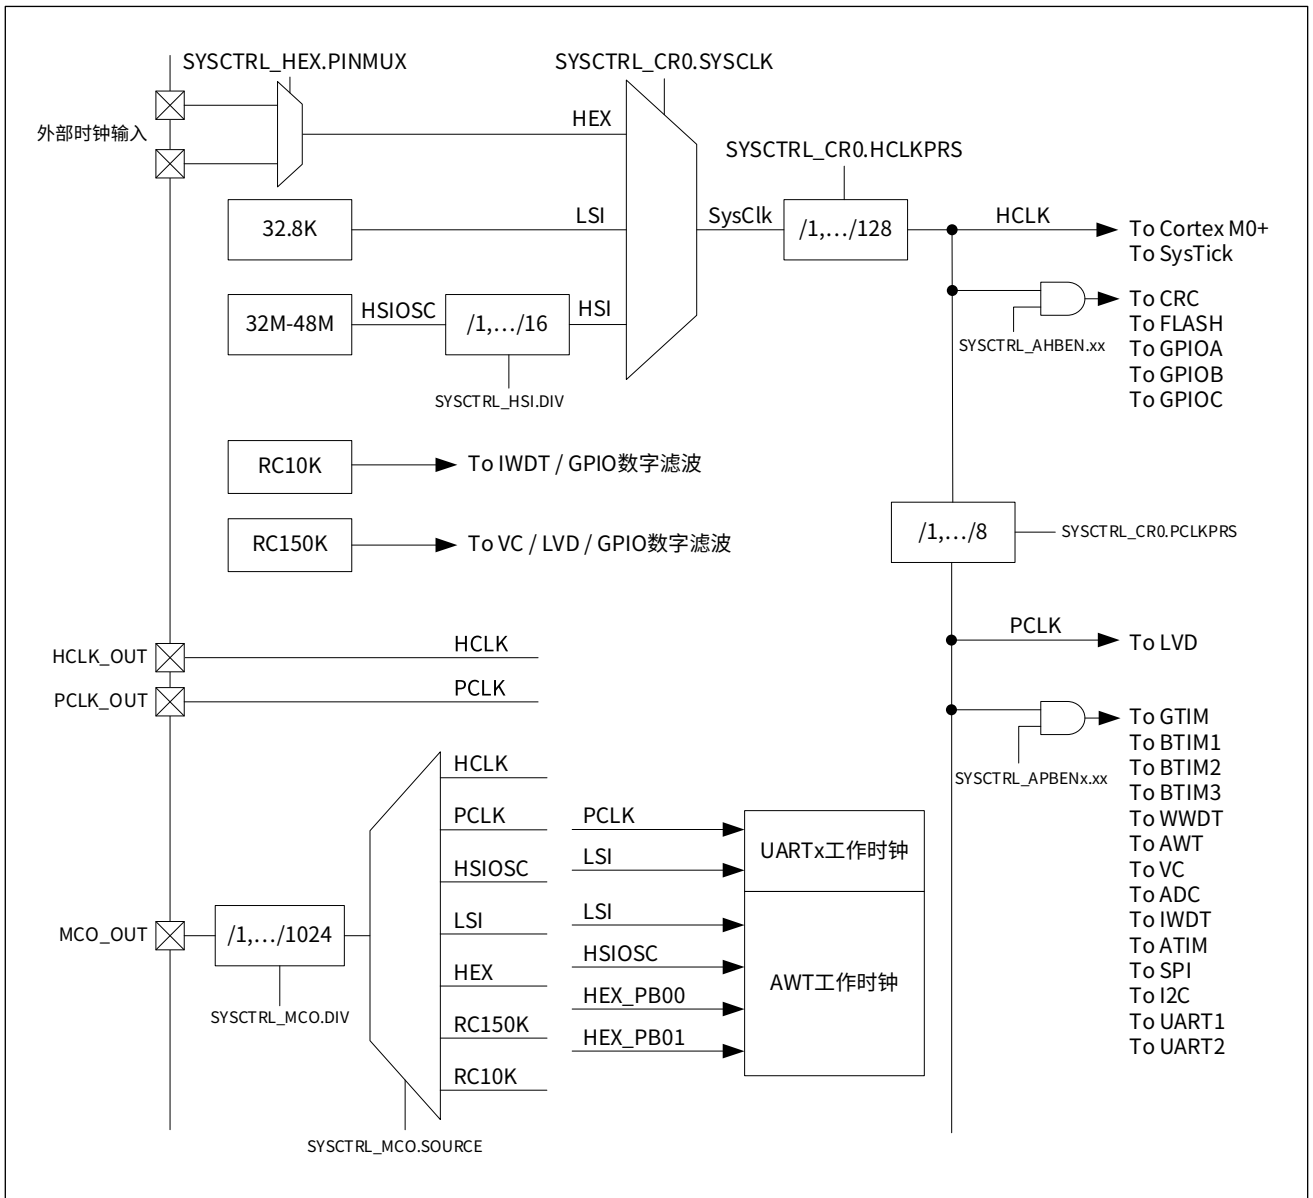 SYSCTRL_HEX.PINMUX
SYSCTRL_CR0.SYSCLK
外部时钟输入
HEX
SYSCTRL_CR0.HCLKPRS
32.8K
LSI
SysClk
/1,.../128
HCLK
To Cortex M0+
To SysTick
32M-48M
HSIOSC
/1,.../16
HSI
SYSCTRL_HSI.DIV
SYSCTRL_AHBEN.xx
To CRC
To FLASH
To GPIOA
To GPIOB
To GPIOC
RC10K
To IWDT / GPIO数字滤波
RC150K
To VC / LVD / GPIO数字滤波
/1,.../8
SYSCTRL_CR0.PCLKPRS
HCLK_OUT
HCLK
PCLK_OUT
PCLK
PCLK
To LVD
SYSCTRL_APBENx.xx
To GTIM
To BTIM1
To BTIM2
To BTIM3
To WWDT
To AWT
To VC
To ADC
To IWDT
To ATIM
To SPI
To I2C
To UART1
To UART2
MCO_OUT
/1,.../1024
SYSCTRL_MCO.DIV
HCLK
PCLK
HSIOSC
LSI
HEX
RC150K
RC10K
SYSCTRL_MCO.SOURCE
PCLK
LSI
UARTx工作时钟
LSI
HSIOSC
HEX_PB00
HEX_PB01
AWT工作时钟